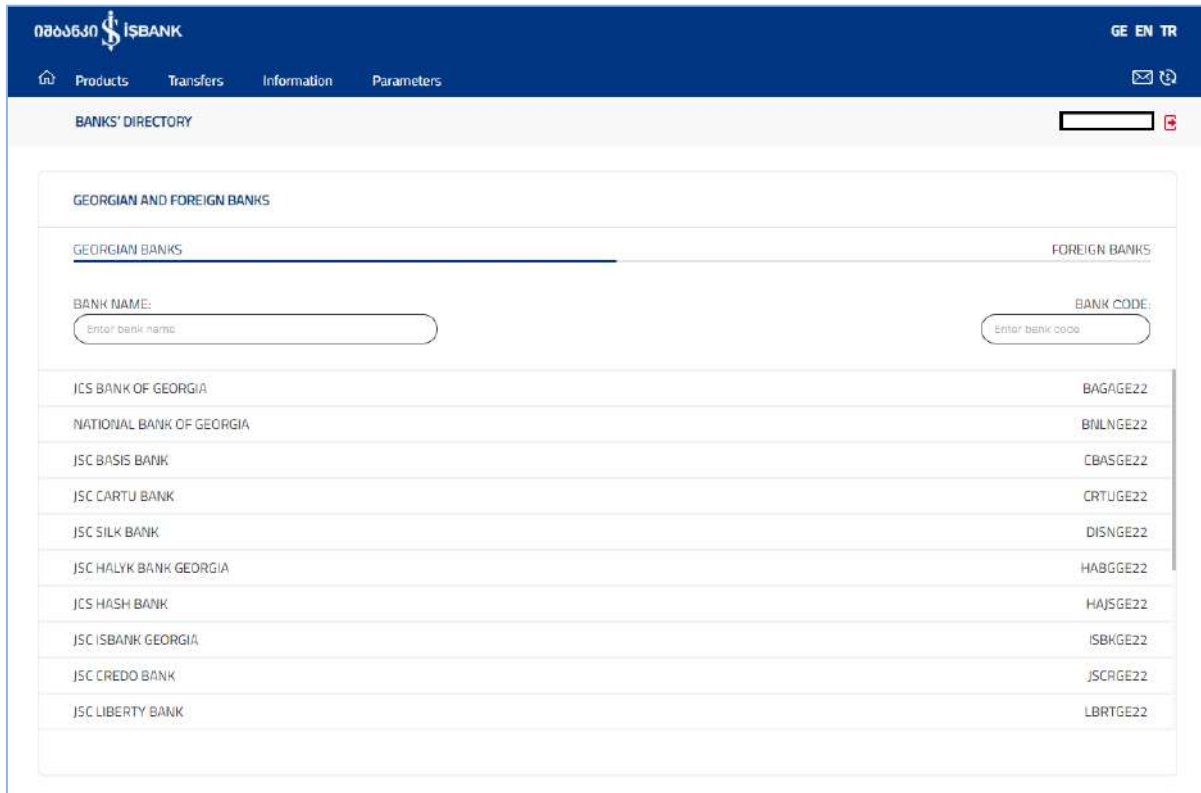 ᲘᲨᲑᲐᲜᲙᲘ İŞBANK
GE EN TR
Products Transfers Information Parameters
BANKS' DIRECTORY
GEORGIAN AND FOREIGN BANKS
GEORGIAN BANKS FOREIGN BANKS
BANK NAME: BANK CODE:
Enter bank name Enter bank code
JCS BANK OF GEORGIA BAGAGE22
NATIONAL BANK OF GEORGIA BNLNGE22
JSC BASIS BANK CBASGE22
JSC CARTU BANK CRTUGE22
JSC SILK BANK DISNGE22
JSC HALYK BANK GEORGIA HABGGE22
JCS HASH BANK HAJSGE22
JSC ISBANK GEORGIA ISBKGE22
JSC CREDO BANK JSCRGE22
JSC LIBERTY BANK LBRTGE22